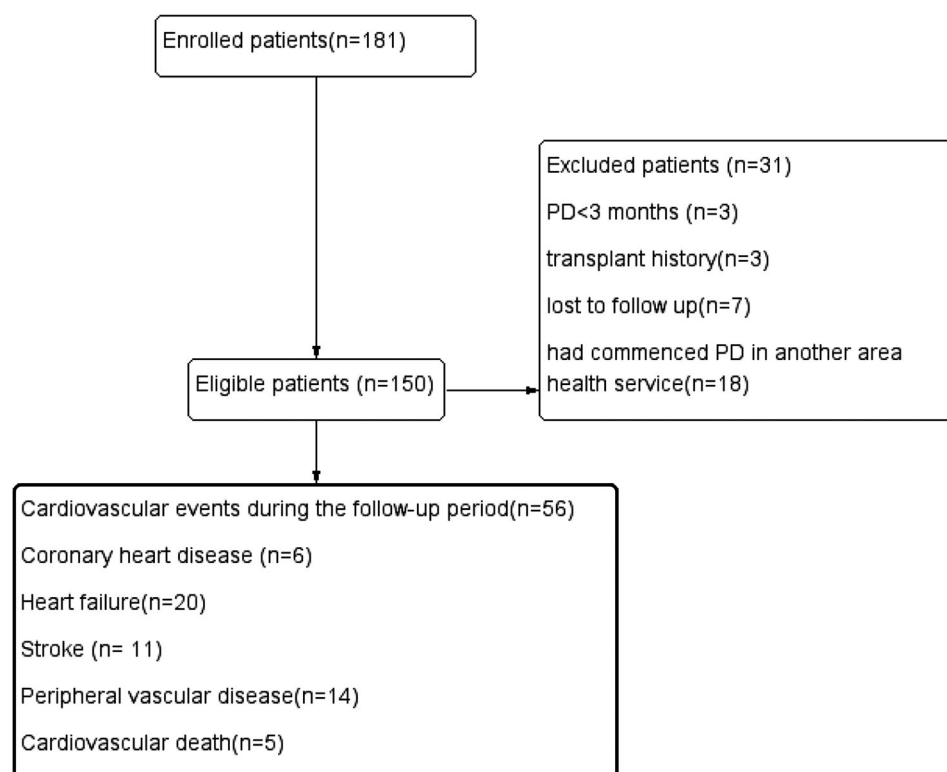 Enrolled patients(n=181)
Excluded patients (n=31)
PD<3 months (n=3)
transplant history(n=3)
lost to follow up(n=7)
had commenced PD in another area
health service(n=18)
Eligible patients (n=150)
Cardiovascular events during the follow-up period(n=56)
Coronary heart disease (n=6)
Heart failure(n=20)
Stroke (n= 11)
Peripheral vascular disease(n=14)
Cardiovascular death(n=5)